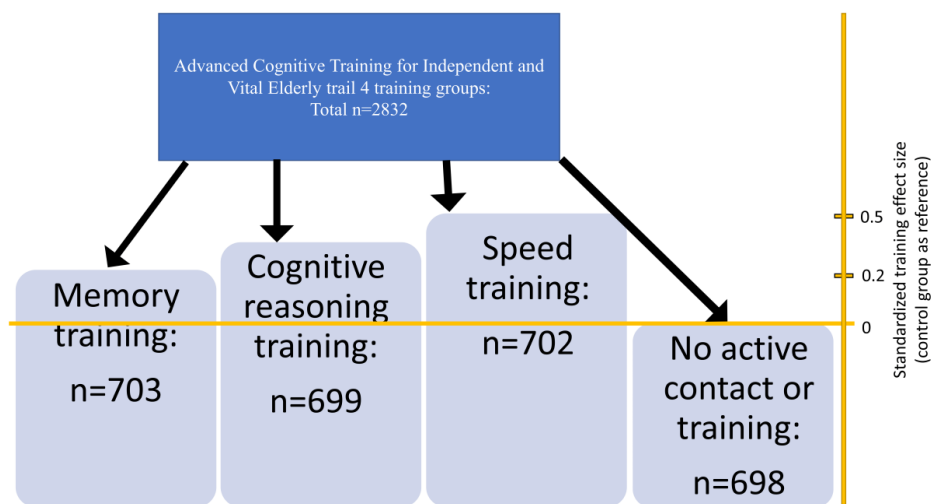 Advanced Cognitive Training for Independent and
Vital Elderly trail 4 training groups:
Total n=2832
Memory
training:
n=703
Cognitive
reasoning
training:
n=699
Speed
training:
n=702
No active
contact or
training:
n=698
0.5
0.2
0
Standardized training effect size
(control group as reference)